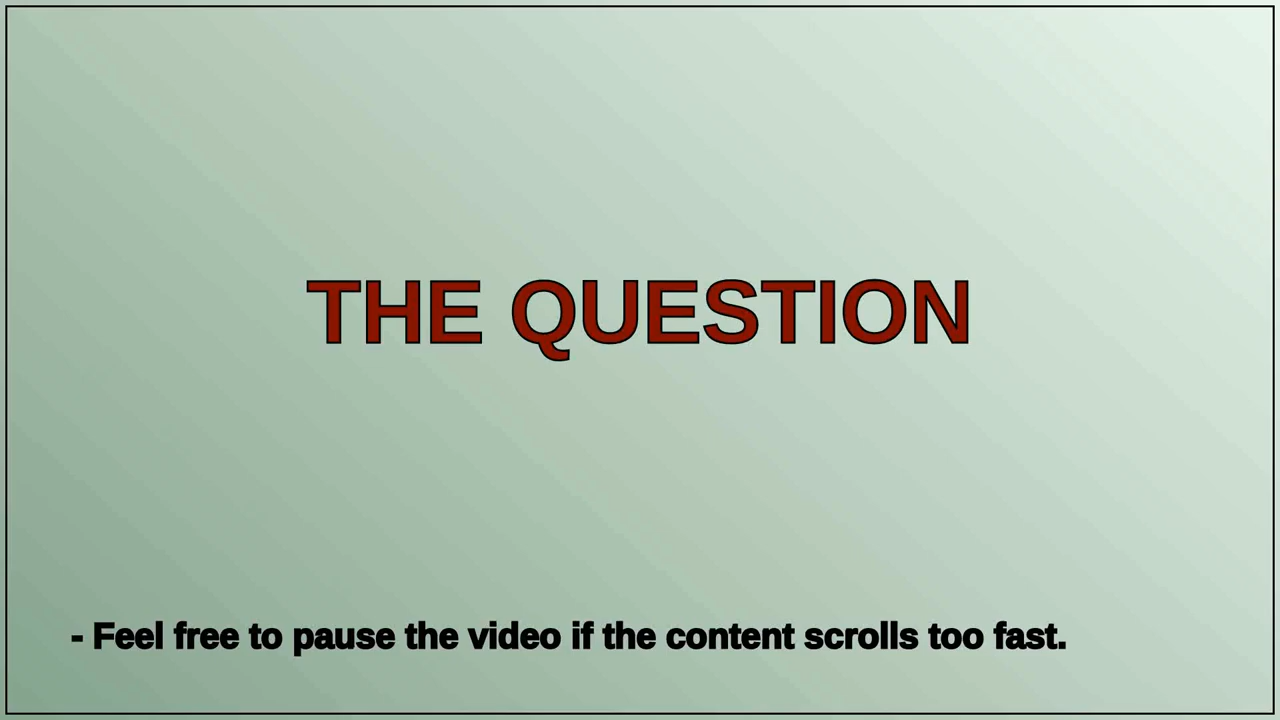 THE QUESTION
- Feel free to pause the video if the content scrolls too fast.